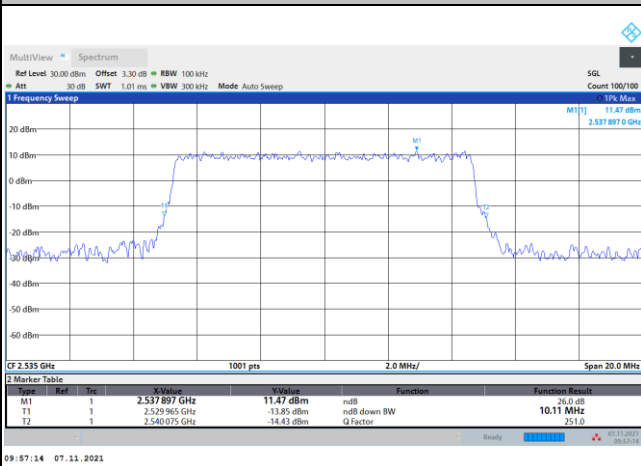 MultiView Spectrum
Ref Level 30.00 dBm Offset 3.30 dB RBW 100 kHz SGL
Att 30 dB SWT 1.01 ms VBW 300 kHz Mode Auto Sweep Count 100/100
1 Frequency Sweep 1Pk Max
M1[1] 11.47 dBm
2.537 897 0 GHz
M1
20 dBm
10 dBm
0 dBm
T1 T2
-10 dBm
-20 dBm
-30 dBm
-40 dBm
-50 dBm
-60 dBm
CF 2.535 GHz 1001 pts 2.0 MHz/ Span 20.0 MHz
2 Marker Table
Type Ref Trc X-Value Y-Value Function Function Result
M1 1 2.537 897 GHz 11.47 dBm ndB 26.0 dB
T1 1 2.529 965 GHz -13.85 dBm ndB down BW 10.11 MHz
T2 1 2.540 075 GHz -14.43 dBm Q Factor 251.0
Ready 07.11.2021
09:57:14
09:57:14 07.11.2021